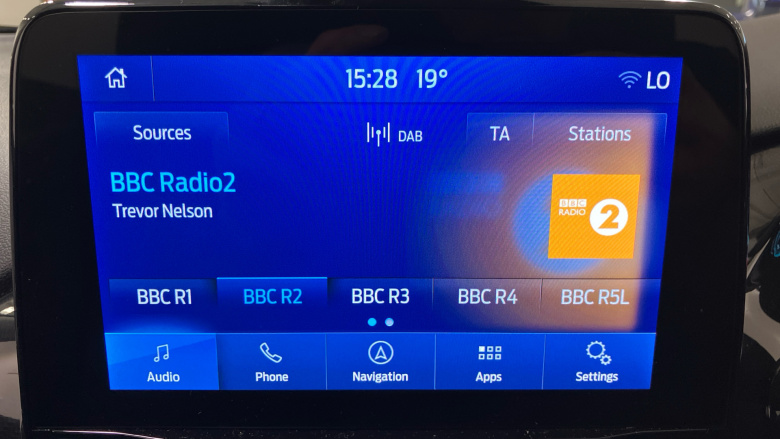 15:28 19° LO
Sources DAB TA Stations
BBC Radio2
Trevor Nelson
BBC
RADIO 2
BBC R1 BBC R2 BBC R3 BBC R4 BBC R5L
Audio Phone Navigation Apps Settings